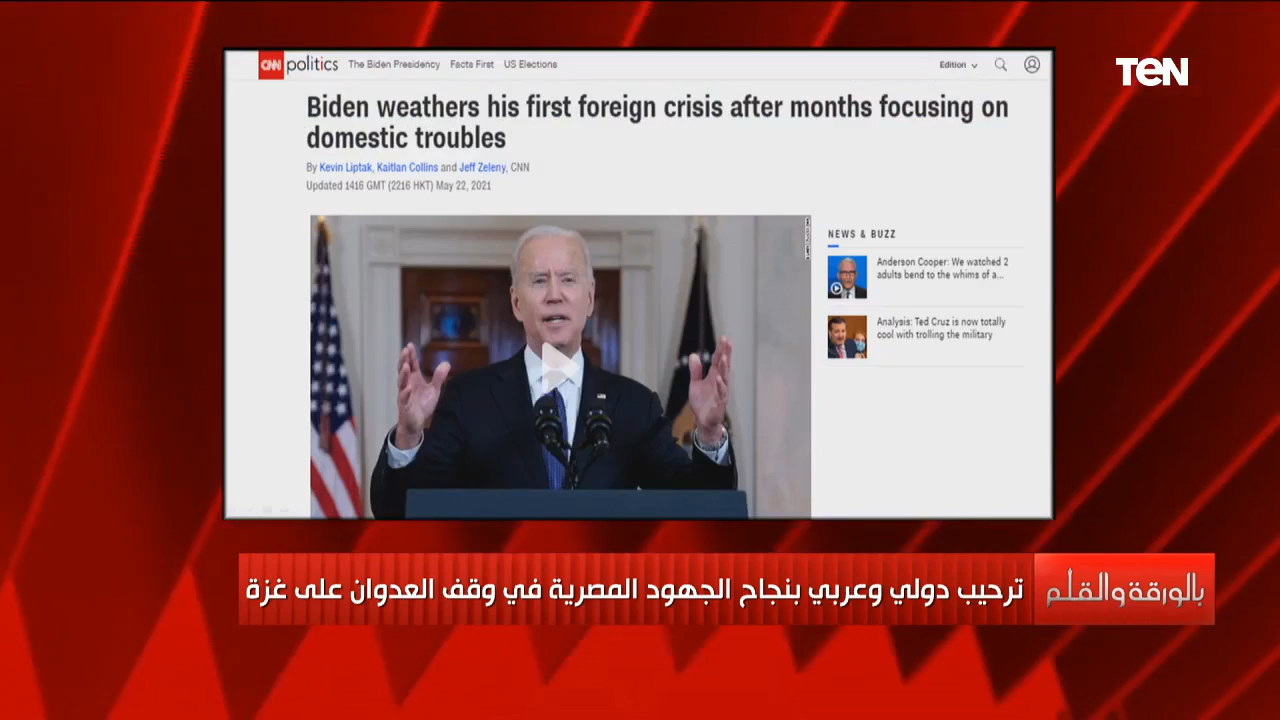 CNN politics The Biden Presidency Facts First US Elections Edition
TEN
Biden weathers his first foreign crisis after months focusing on
domestic troubles
By Kevin Liptak, Kaitlan Collins and Jeff Zeleny, CNN
Updated 1416 GMT (2216 HKT) May 22, 2021
NEWS & BUZZ
Anderson Cooper: We watched 2
adults bend to the whims of a...
Analysis: Ted Cruz is now totally
cool with trolling the military
بالورقة والقلم
ترحيب دولي وعربي بنجاح الجهود المصرية في وقف العدوان على غزة